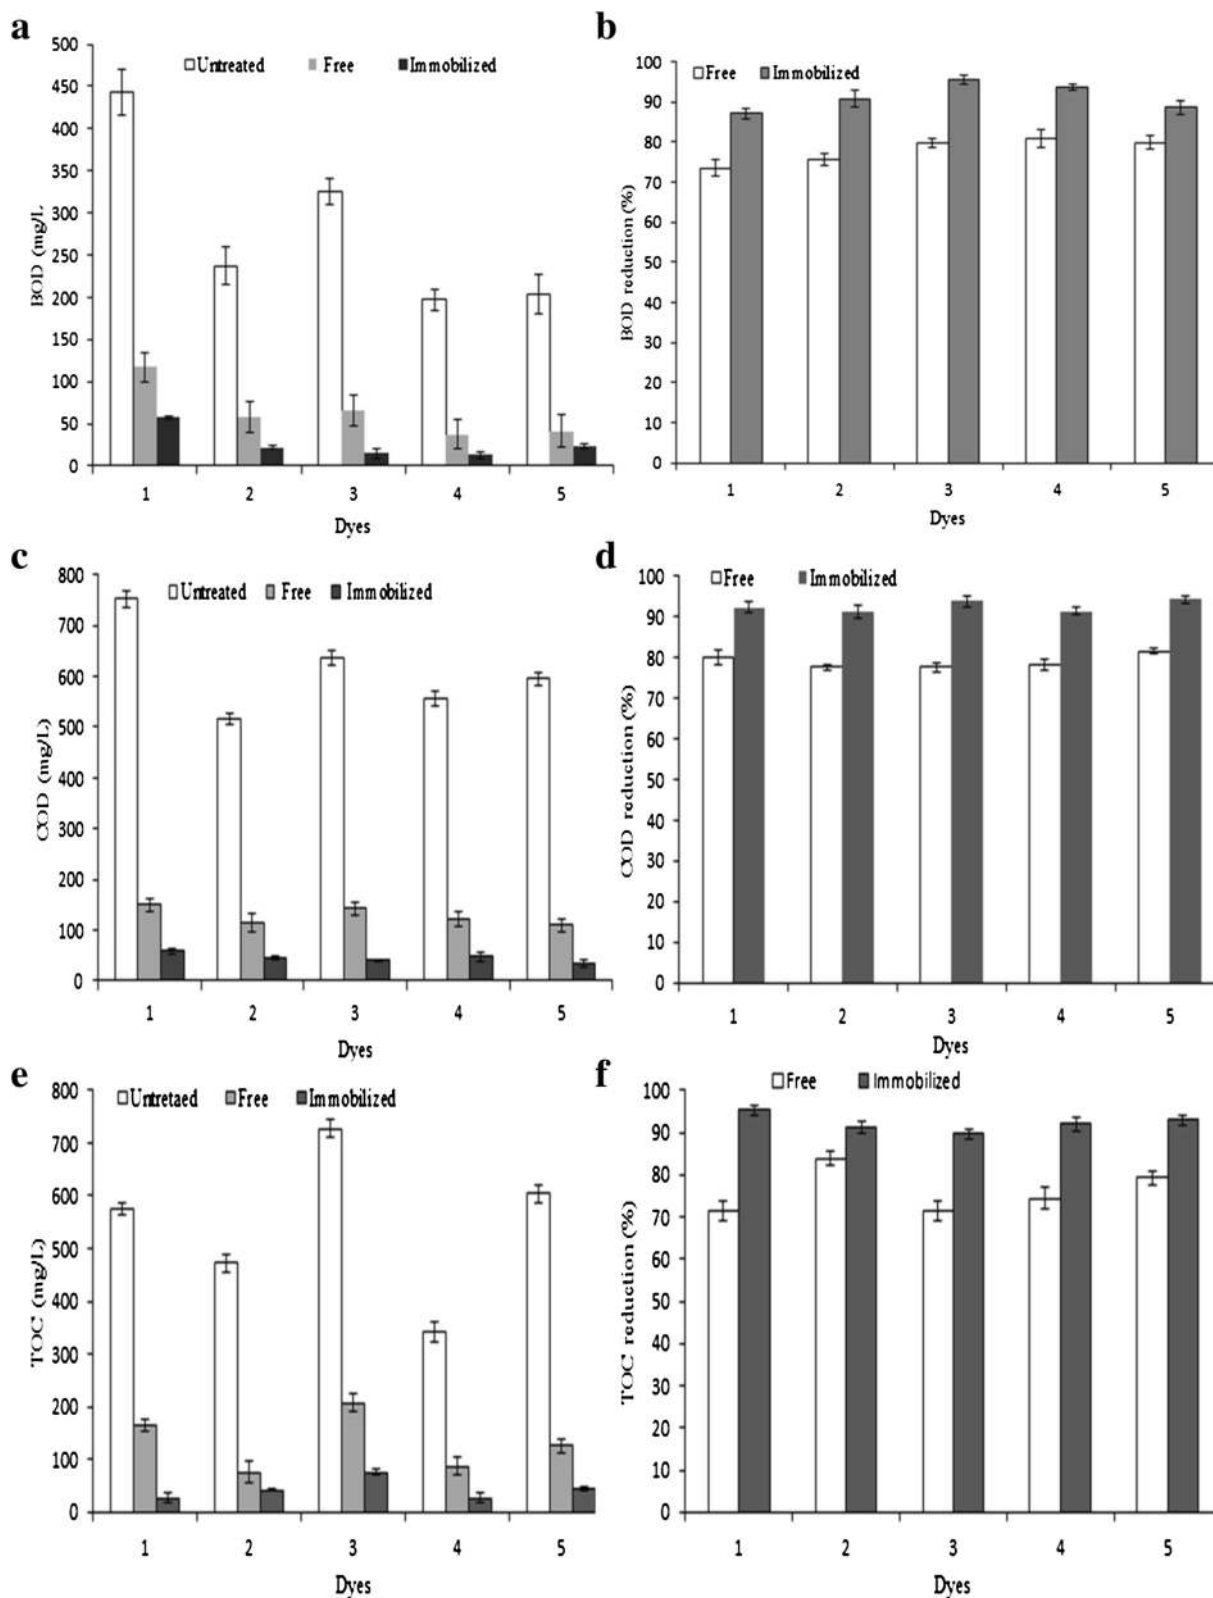 a
Untreated Free Immobilized
BOD (mg/L)
500
450
400
350
300
250
200
150
100
50
0
1 2 3 4 5
Dyes
b
Free Immobilized
BOD reduction (%)
100
90
80
70
60
50
40
30
20
10
0
1 2 3 4 5
Dyes
c
Untreated Free Immobilized
COD (mg/L)
800
700
600
500
400
300
200
100
0
1 2 3 4 5
Dyes
d
Free Immobilized
COD reduction (%)
100
90
80
70
60
50
40
30
20
10
0
1 2 3 4 5
Dyes
e
Untretaed Free Immobilized
TOC (mg/L)
800
700
600
500
400
300
200
100
0
1 2 3 4 5
Dyes
f
Free Immobilized
TOC reduction (%)
100
90
80
70
60
50
40
30
20
10
0
1 2 3 4 5
Dyes